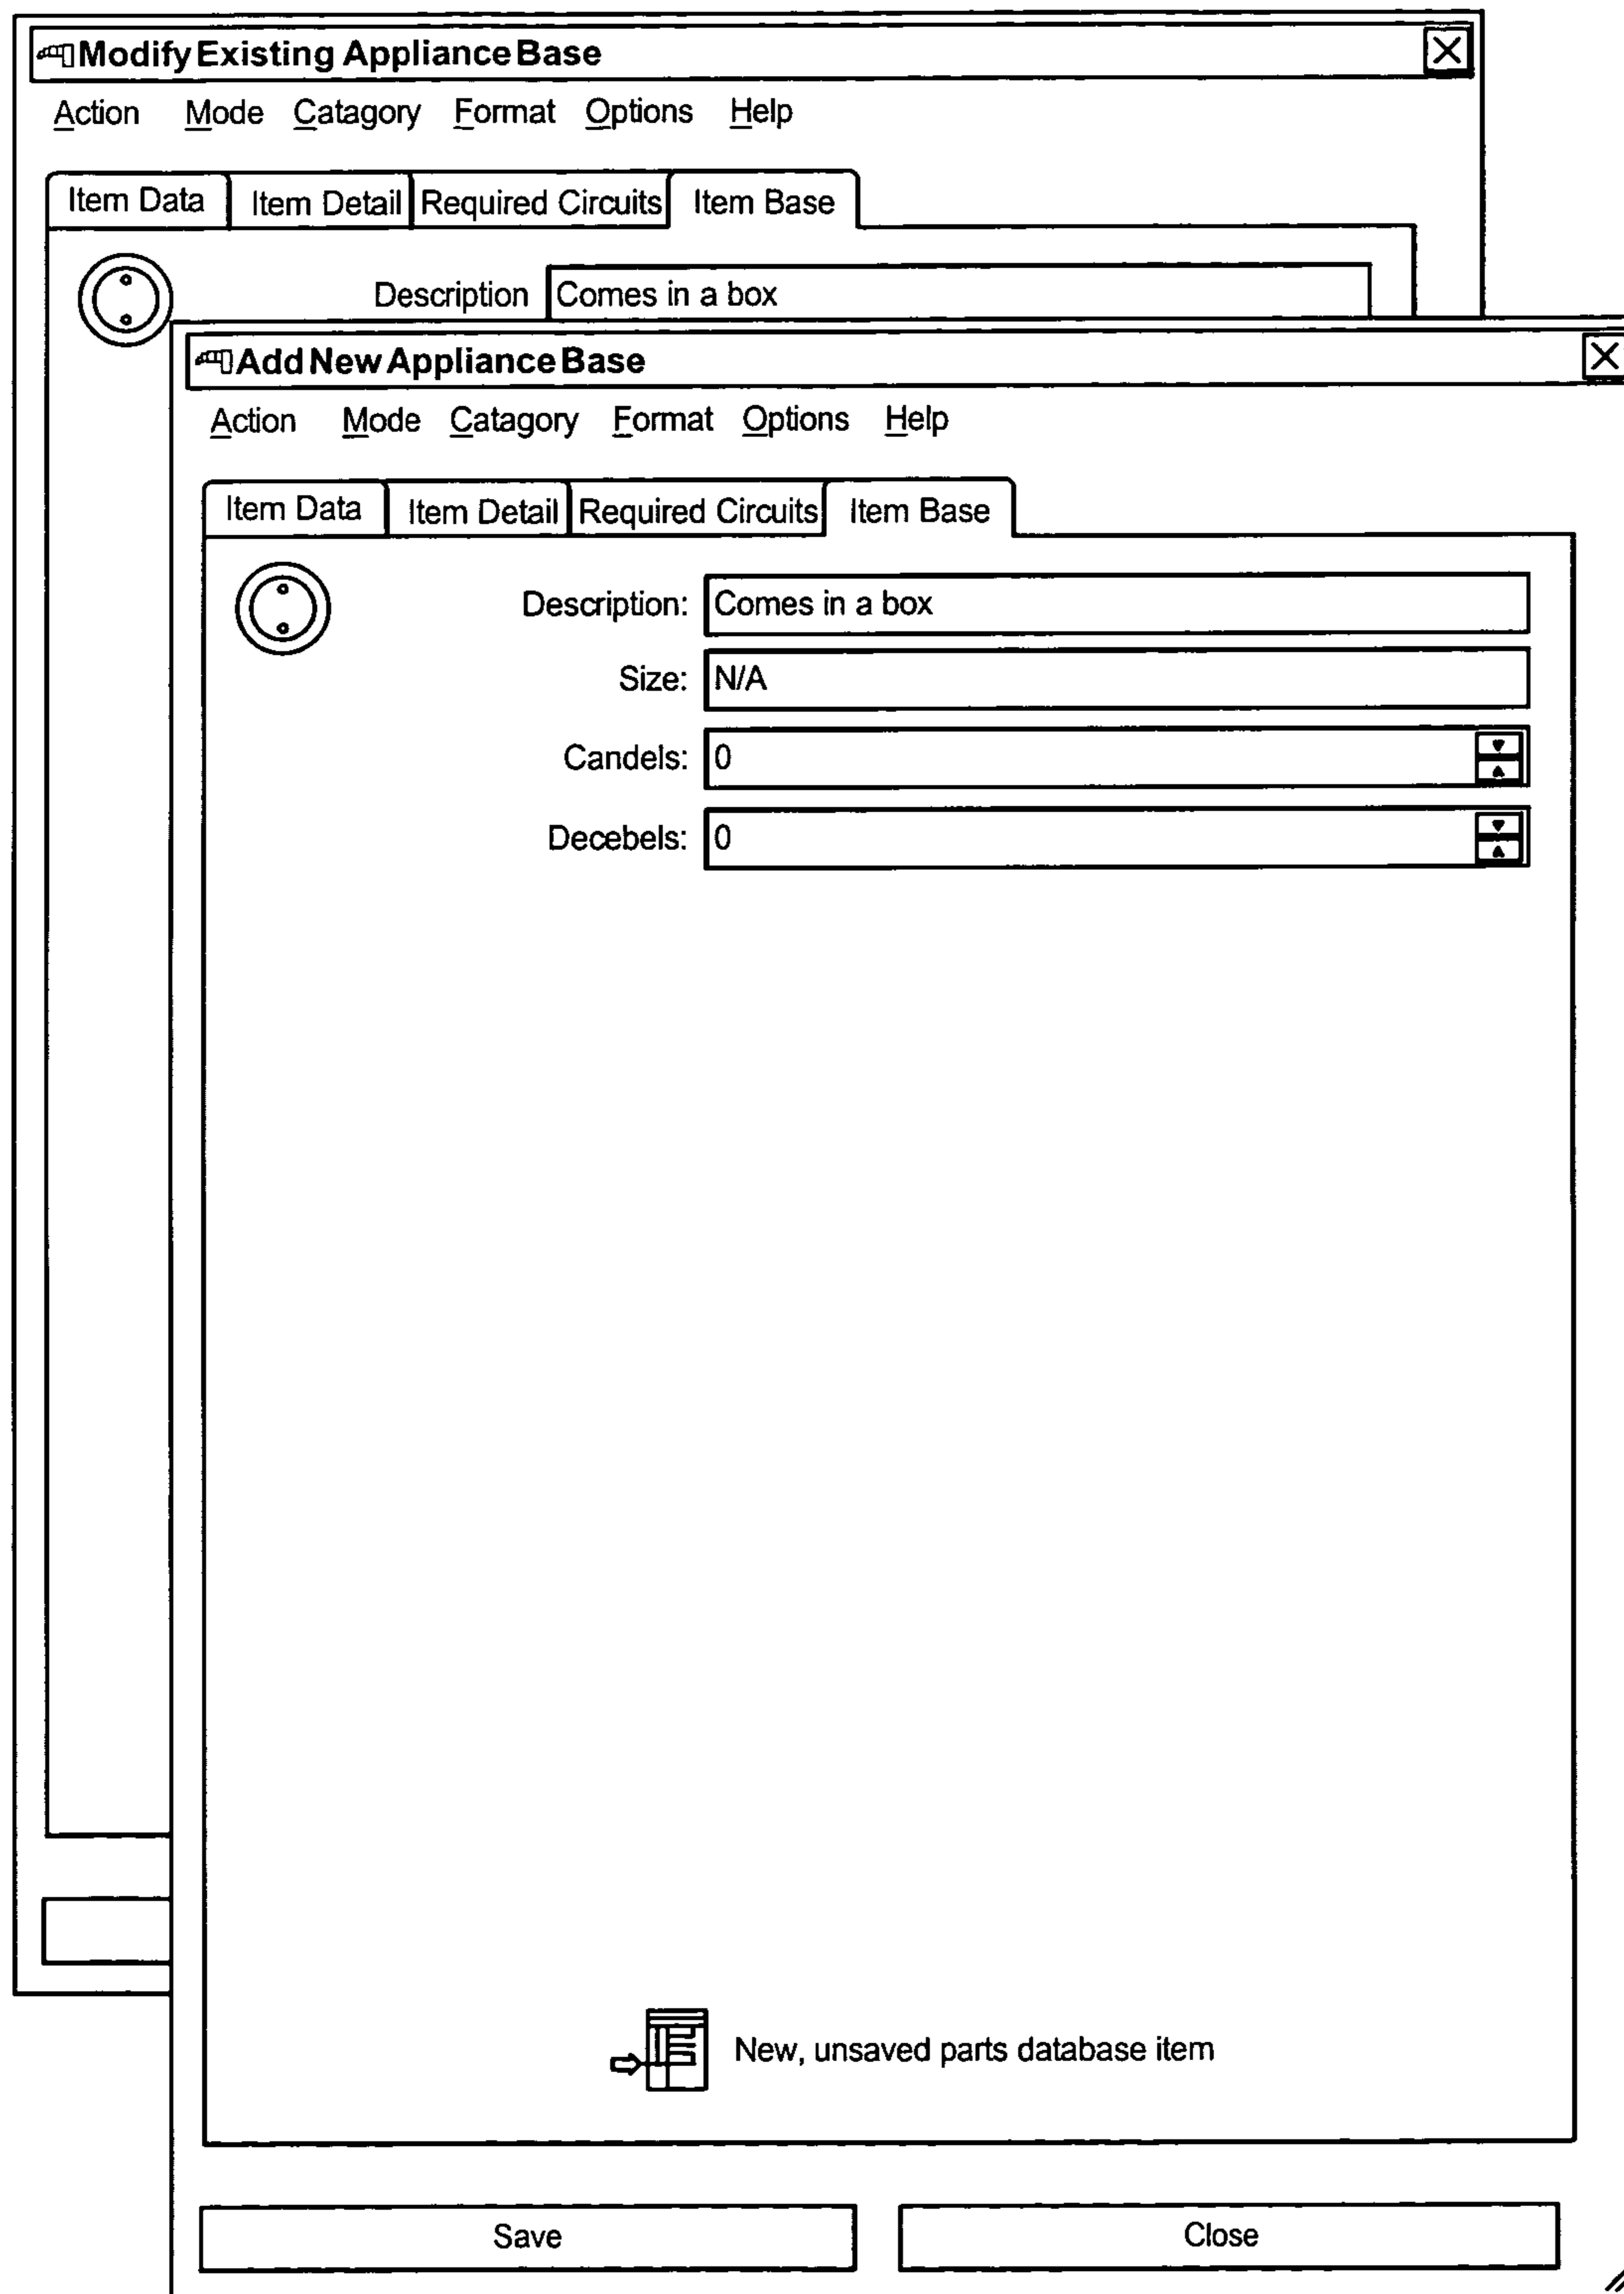 Modify Existing Appliance Base
Action Mode Catagory Format Options Help
Item Data Item Detail Required Circuits Item Base
Description Comes in a box
Add New Appliance Base
Action Mode Catagory Format Options Help
Item Data Item Detail Required Circuits Item Base
Description: Comes in a box
Size: N/A
Candels: 0
Decebels: 0
New, unsaved parts database item
Save Close